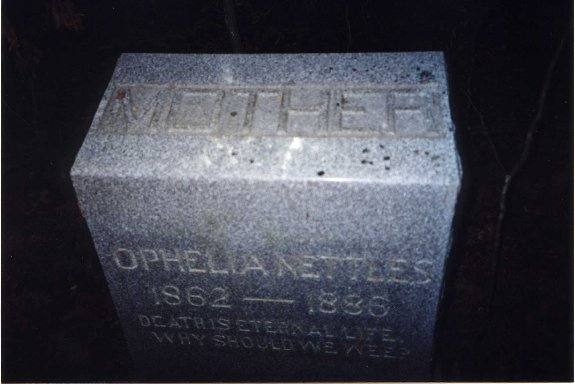 MOTHER
OPHELIA NETTLES
1862 — 1886
DEATH IS ETERNAL LIFE,
WHY SHOULD WE WEEP